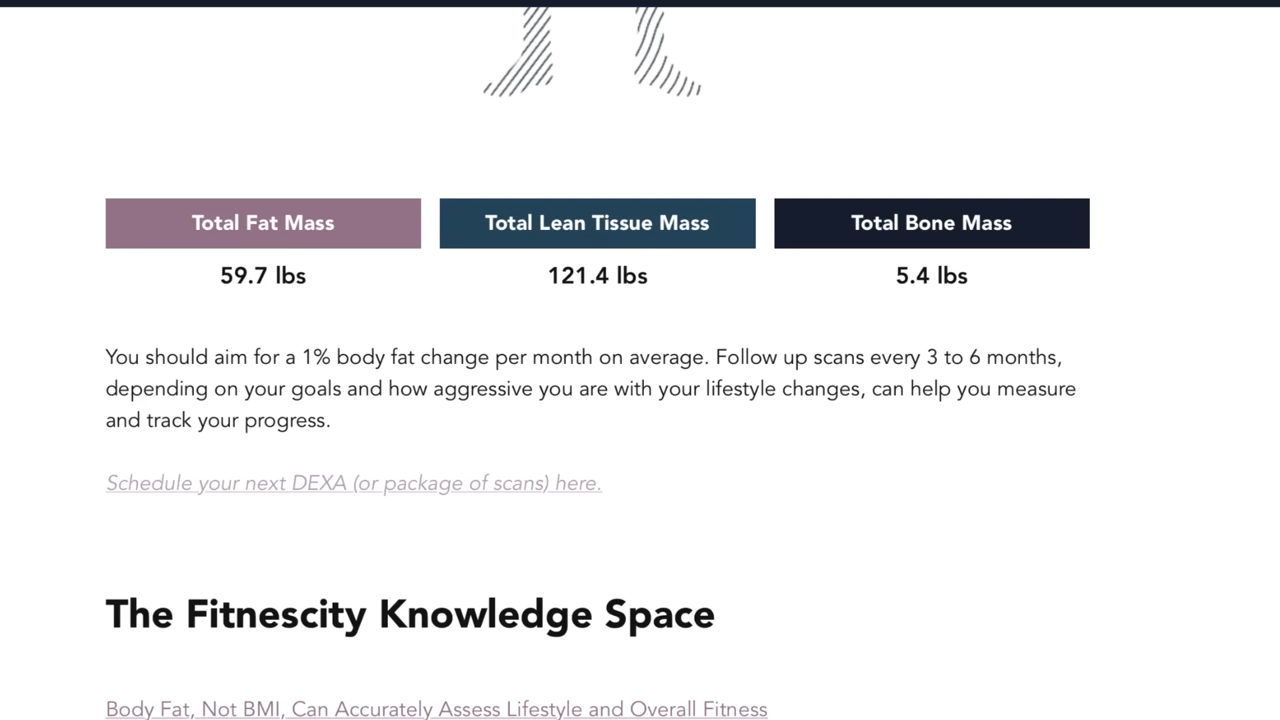 Total Fat Mass
Total Lean Tissue Mass
Total Bone Mass
59.7 lbs
121.4 lbs
5.4 lbs
You should aim for a 1% body fat change per month on average. Follow up scans every 3 to 6 months,
depending on your goals and how aggressive you are with your lifestyle changes, can help you measure
and track your progress.
Schedule your next DEXA (or package of scans) here.
The Fitnescity Knowledge Space
Body Fat, Not BMI, Can Accurately Assess Lifestyle and Overall Fitness